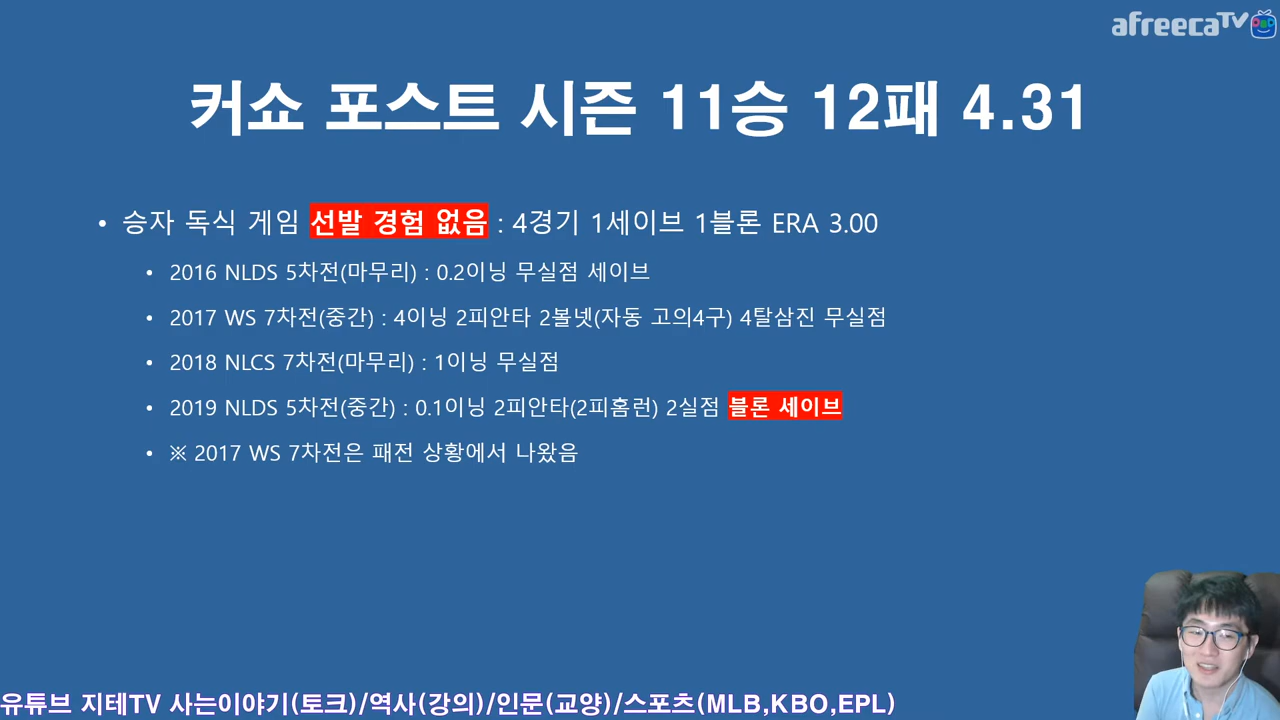 afreecaTV
커쇼 포스트 시즌 11승 12패 4.31
• 승자 독식 게임 선발 경험 없음 : 4경기 1세이브 1블론 ERA 3.00
• 2016 NLDS 5차전(마무리) : 0.2이닝 무실점 세이브
• 2017 WS 7차전(중간) : 4이닝 2피안타 2볼넷(자동 고의4구) 4탈삼진 무실점
• 2018 NLCS 7차전(마무리) : 1이닝 무실점
• 2019 NLDS 5차전(중간) : 0.1이닝 2피안타(2피홈런) 2실점 블론 세이브
• ※ 2017 WS 7차전은 패전 상황에서 나왔음
유튜브 지테TV 사는이야기(토크)/역사(강의)/인문(교양)/스포츠(MLB,KBO,EPL)